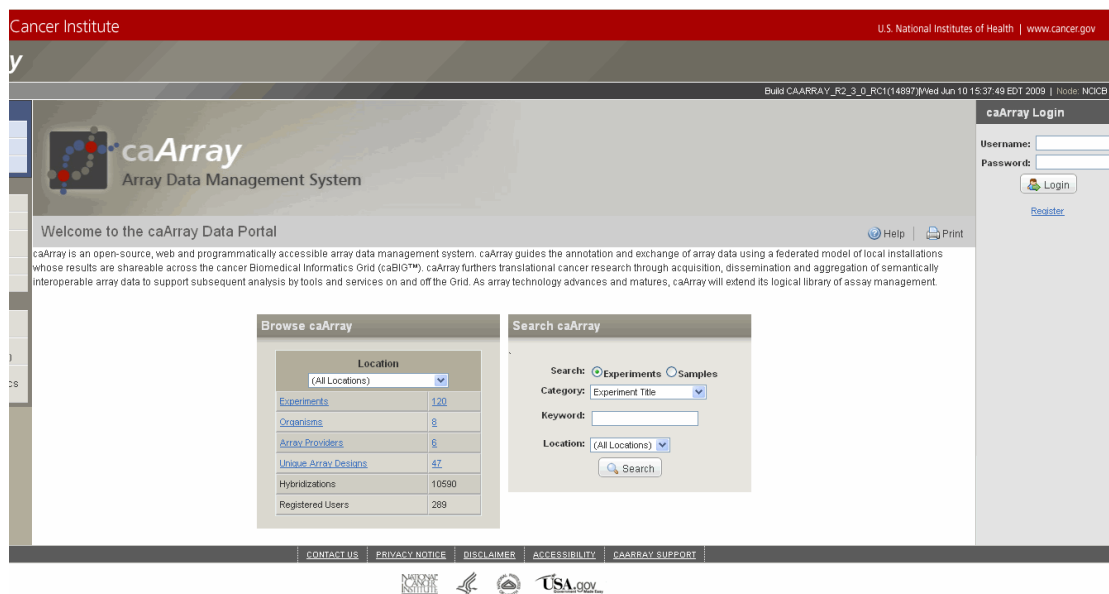 Cancer Institute
U.S. National Institutes of Health | www.cancer.gov
y
Build CAARRAY_R2_3_0_RC1(14897)|Wed Jun 10 15:37:49 EDT 2009 | Node: NCICB
caArray Login
Username:
Password:
Login
Register
caArray
Array Data Management System
Welcome to the caArray Data Portal
Help | Print
caArray is an open-source, web and programmatically accessible array data management system. caArray guides the annotation and exchange of array data using a federated model of local installations
whose results are shareable across the cancer Biomedical Informatics Grid (caBIG™). caArray furthers translational cancer research through acquisition, dissemination and aggregation of semantically
interoperable array data to support subsequent analysis by tools and services on and off the Grid. As array technology advances and matures, caArray will extend its logical library of assay management.
Browse caArray
Location
(All Locations)
Experiments 120
Organisms 8
Array Providers 6
Unique Array Designs 47
Hybridizations 10590
Registered Users 289
Search caArray
Search: Experiments Samples
Category: Experiment Title
Keyword:
Location: (All Locations)
Search
)
cs
CONTACT US PRIVACY NOTICE DISCLAIMER ACCESSIBILITY CAARRAY SUPPORT
NATIONAL CANCER INSTITUTE
USA.gov
Government Made Easy